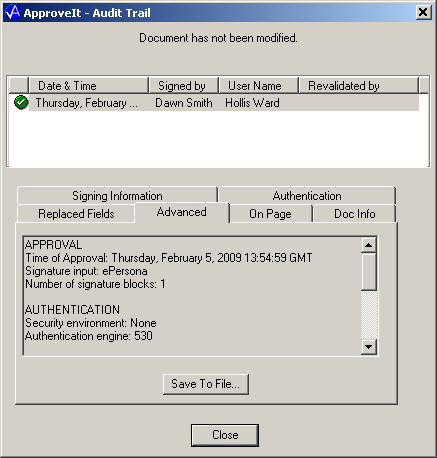 ApproveIt - Audit Trail
Document has not been modified.
Date & Time Signed by User Name Revalidated by
Thursday, February ... Dawn Smith Hollis Ward
Signing Information Authentication
Replaced Fields Advanced On Page Doc Info
APPROVAL
Time of Approval: Thursday, February 5, 2009 13:54:59 GMT
Signature input: ePersona
Number of signature blocks: 1
AUTHENTICATION
Security environment: None
Authentication engine: 530
Save To File...
Close